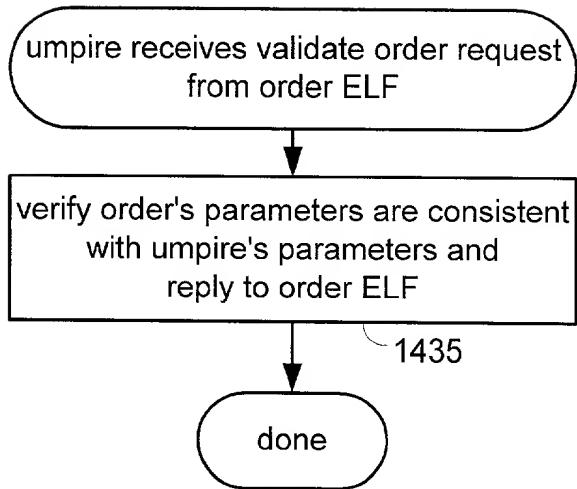 umpire receives validate order request
from order ELF
verify order's parameters are consistent
with umpire's parameters and
reply to order ELF
1435
done